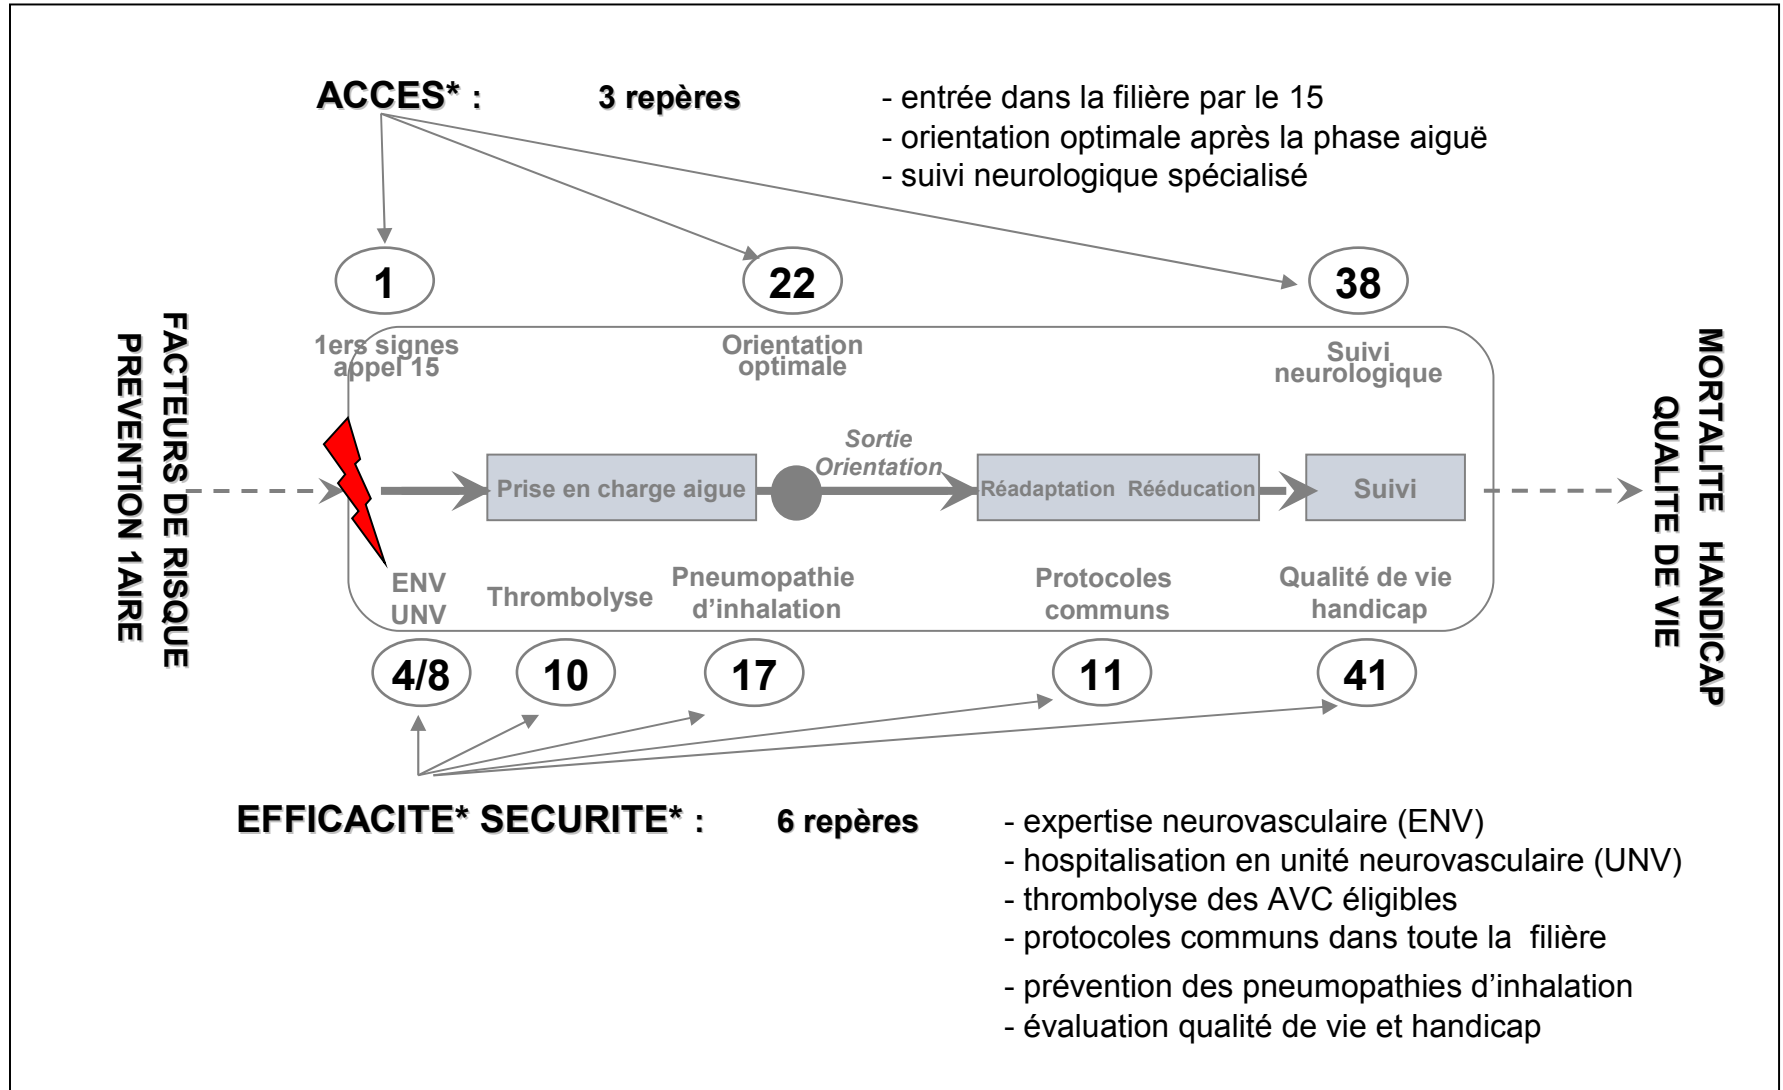 ACCES* : 3 repères - entrée dans la filière par le 15
- orientation optimale après la phase aiguë
- suivi neurologique spécialisé
1 22 38
FACTEURS DE RISQUE
PREVENTION 1AIRE
1ers signes
appel 15
Orientation
optimale
Suivi
neurologique
MORTALITE HANDICAP
QUALITE DE VIE
Sortie
Orientation
Prise en charge aigue
Réadaptation Rééducation
Suivi
ENV
UNV
Thrombolyse
Pneumopathie
d’inhalation
Protocoles
communs
Qualité de vie
handicap
4/8 10 17 11 41
EFFICACITE* SECURITE* : 6 repères - expertise neurovasculaire (ENV)
- hospitalisation en unité neurovasculaire (UNV)
- thrombolyse des AVC éligibles
- protocoles communs dans toute la filière
- prévention des pneumopathies d’inhalation
- évaluation qualité de vie et handicap